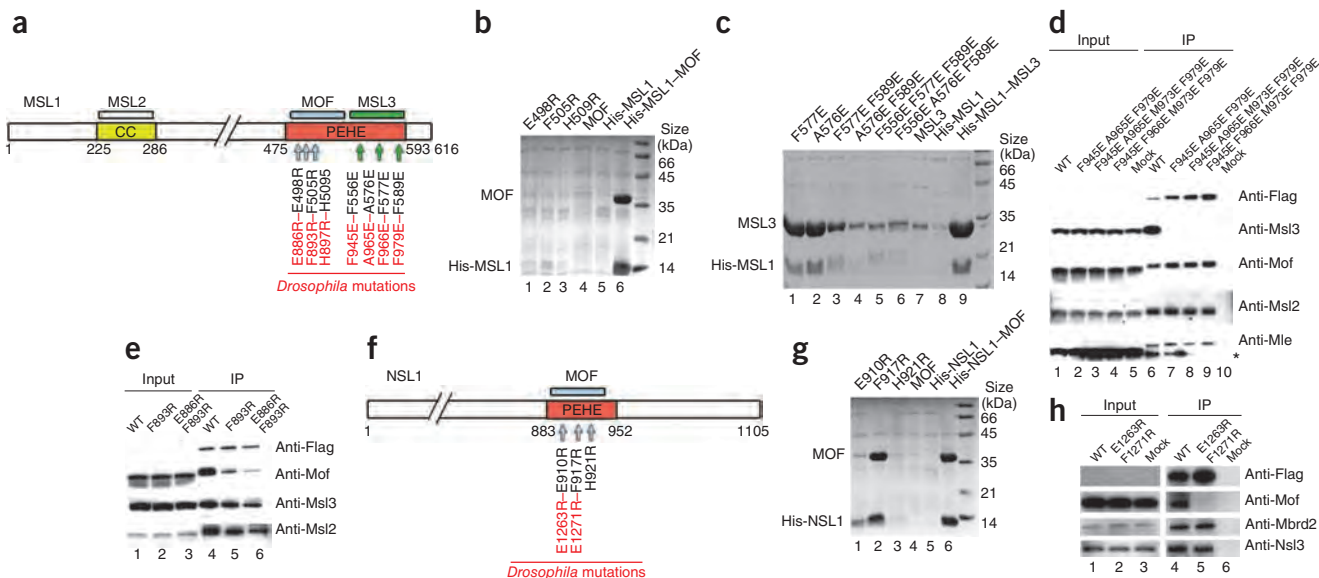 a
MSL1
MSL2
MOF
MSL3
CC
PEHE
1
225
286
475
593
616
E886R–E498R
F893R–F505R
H897R–H5095
F945E–F556E
A965E–A576E
F966E–F577E
F979E–F589E
Drosophila mutations
b
E498R
F505R
H509R
MOF
His-MSL1
His-MSL1–MOF
Size
(kDa)
66
45
35
21
14
MOF
His-MSL1
1 2 3 4 5 6
c
F577E
A576E
F577E F589E
A576E F589E
F556E F577E F589E
F556E A576E F589E
MSL3
His-MSL1
His-MSL1–MSL3
Size
(kDa)
66
45
35
21
14
MSL3
His-MSL1
1 2 3 4 5 6 7 8 9
d
Input
IP
WT
F945E A965E F979E
F945E A965E M973E F979E
F945E F966E M973E F979E
Mock
WT
F945E A965E F979E
F945E A965E M973E F979E
F945E F966E M973E F979E
Mock
Anti-Flag
Anti-Msl3
Anti-Mof
Anti-Msl2
Anti-Mle
*
1 2 3 4 5 6 7 8 9 10
e
Input
IP
WT
F893R
E886R
F893R
WT
F893R
E886R
F893R
Anti-Flag
Anti-Mof
Anti-Msl3
Anti-Msl2
1 2 3 4 5 6
f
NSL1
MOF
PEHE
1
883
952
1105
E1263R–E910R
E1271R–F917R
H921R
Drosophila mutations
g
E910R
F917R
H921R
MOF
His-NSL1
His-NSL1–MOF
Size
(kDa)
66
45
35
21
14
MOF
His-NSL1
1 2 3 4 5 6
h
Input
IP
WT
E1263R
F1271R
Mock
WT
E1263R
F1271R
Mock
Anti-Flag
Anti-Mof
Anti-Mbrd2
Anti-Nsl3
1 2 3 4 5 6